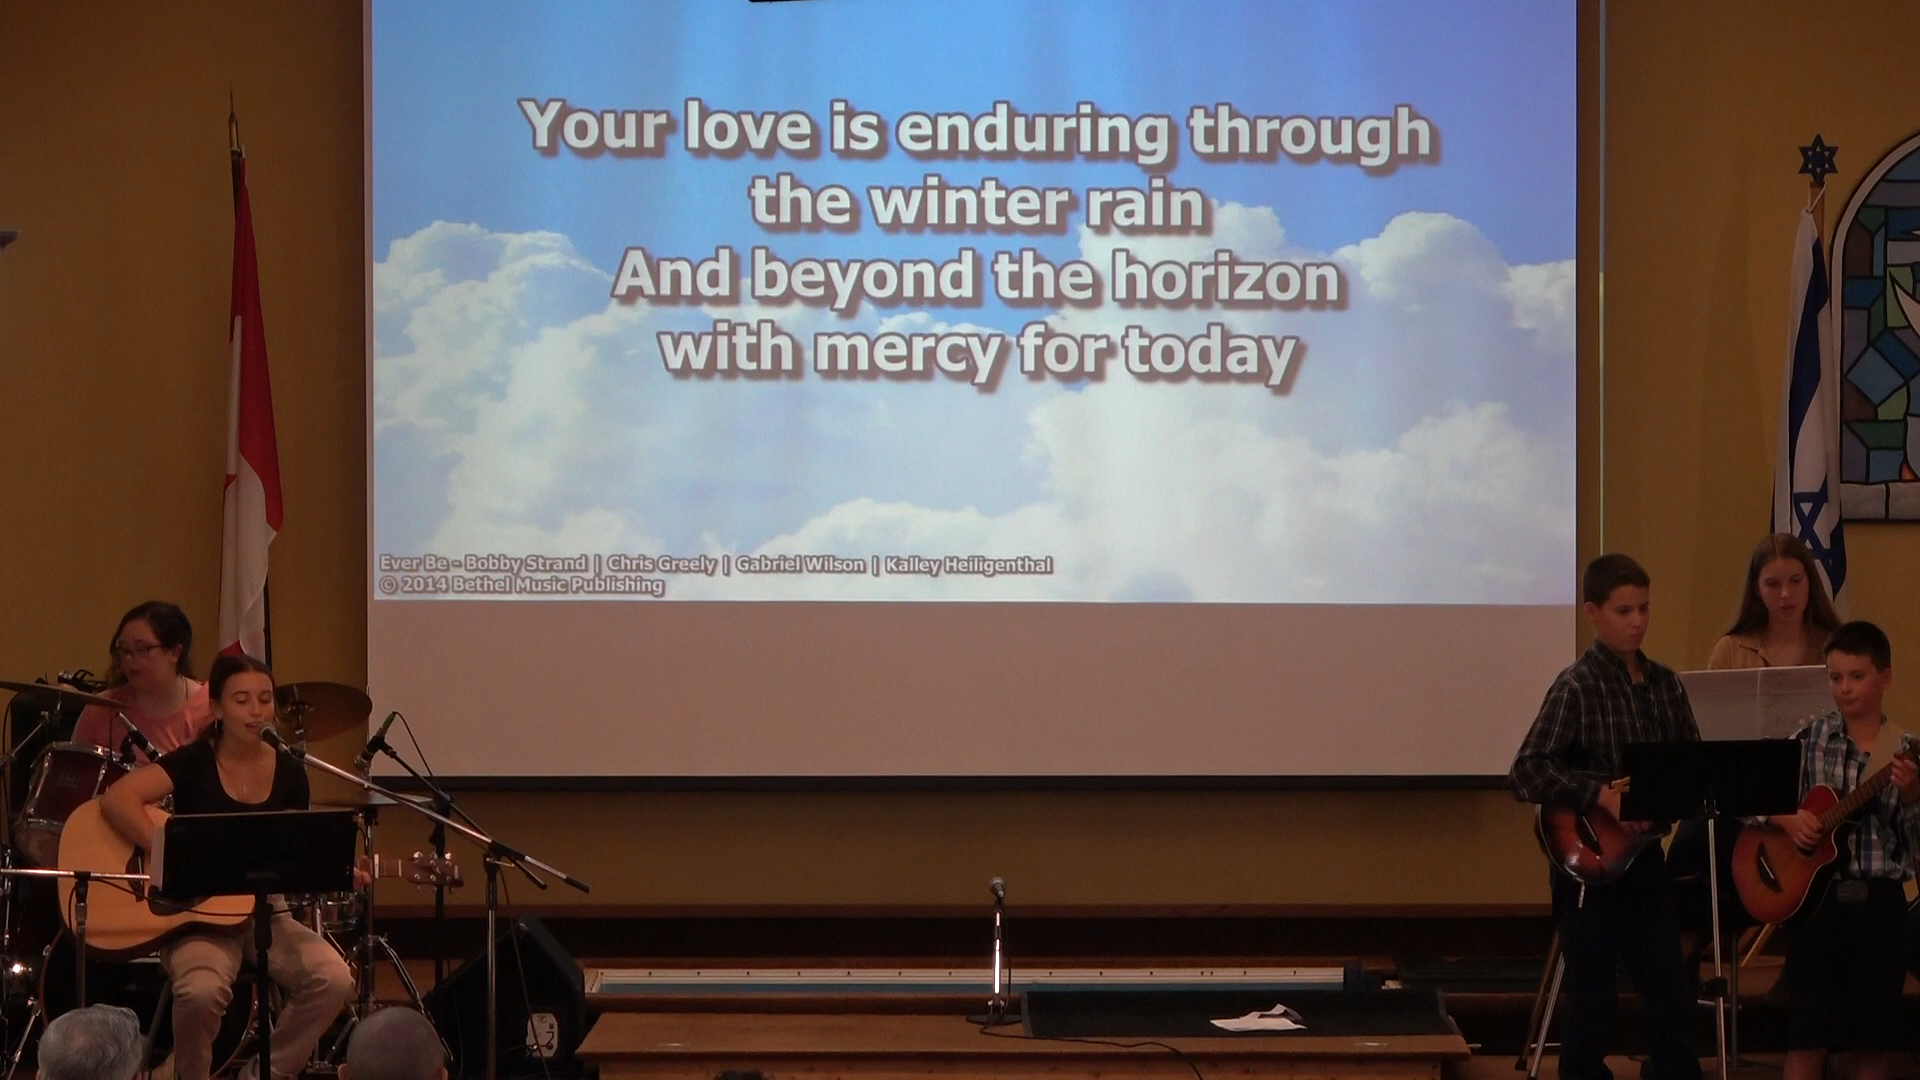 Your love is enduring through
the winter rain
And beyond the horizon
with mercy for today
Ever Be - Bobby Strand | Chris Greely | Gabriel Wilson | Kalley Heiligenthal
© 2014 Bethel Music Publishing